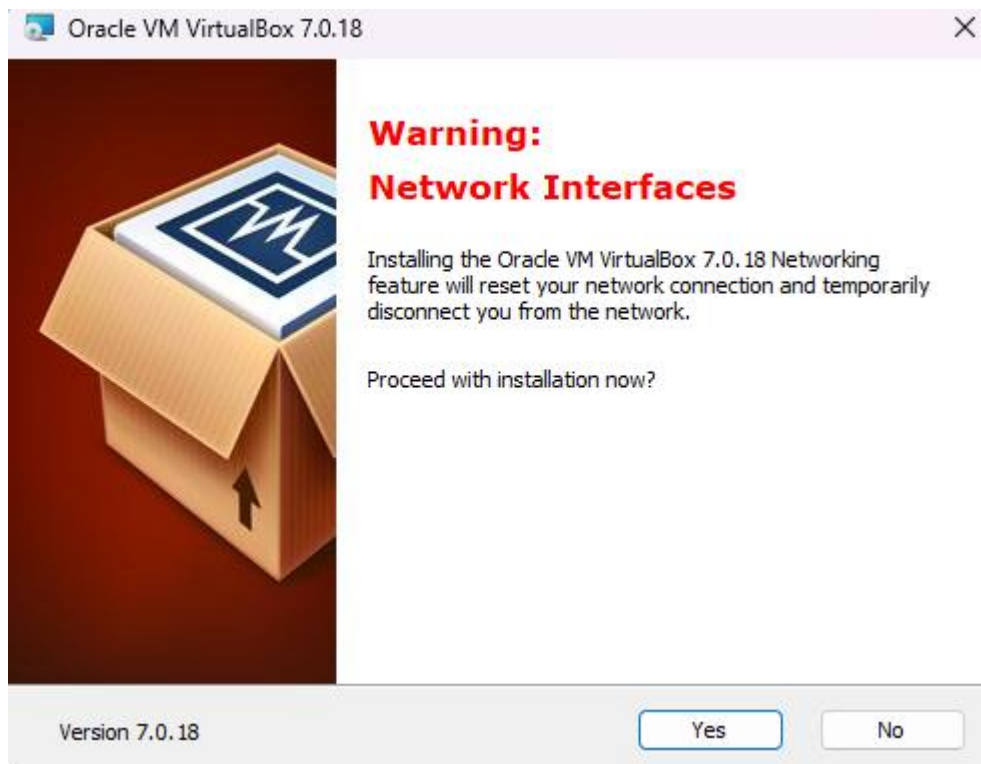 Oracle VM VirtualBox 7.0.18
Warning:
Network Interfaces
Installing the Oracle VM VirtualBox 7.0.18 Networking
feature will reset your network connection and temporarily
disconnect you from the network.
Proceed with installation now?
Version 7.0.18
Yes
No